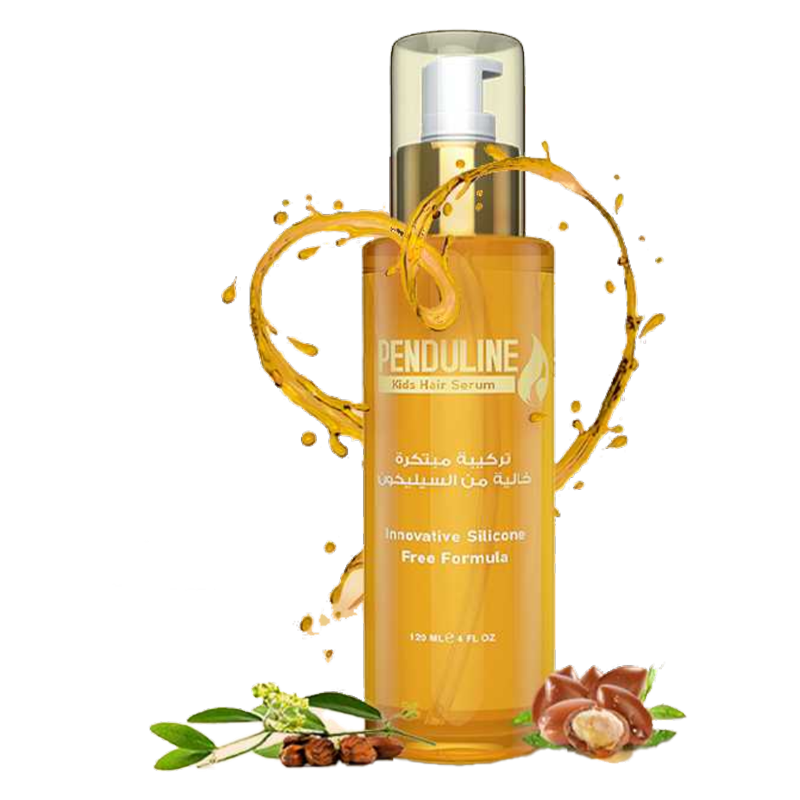 PENDULINE
Kids Hair Serum
تركيبة مبتكرة
خالية من السيليكون
Innovative Silicone
Free Formula
120 ML℮ 4 FL OZ